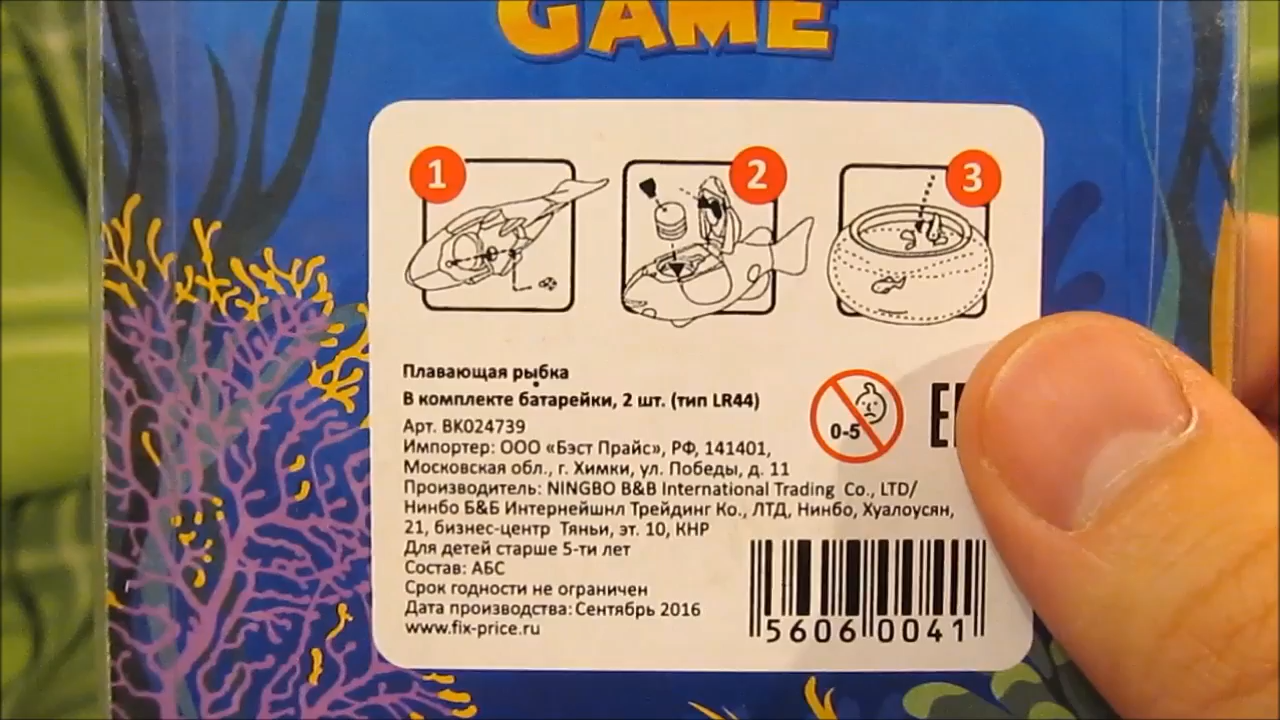 GAME
1
2
3
Плавающая рыбка
В комплекте батарейки, 2 шт. (тип LR44)
Арт. BK024739
Импортер: ООО «Бэст Прайс», РФ, 141401,
Московская обл., г. Химки, ул. Победы, д. 11
Производитель: NINGBO B&B International Trading Co., LTD/
Нинбо Б&Б Интернейшнл Трейдинг Ко., ЛТД, Нинбо, Хуалоусян,
21, бизнес-центр Тяньи, эт. 10, КНР
Для детей старше 5-ти лет
Состав: АБС
Срок годности не ограничен
Дата производства: Сентябрь 2016
www.fix-price.ru
0-5
5606 0041